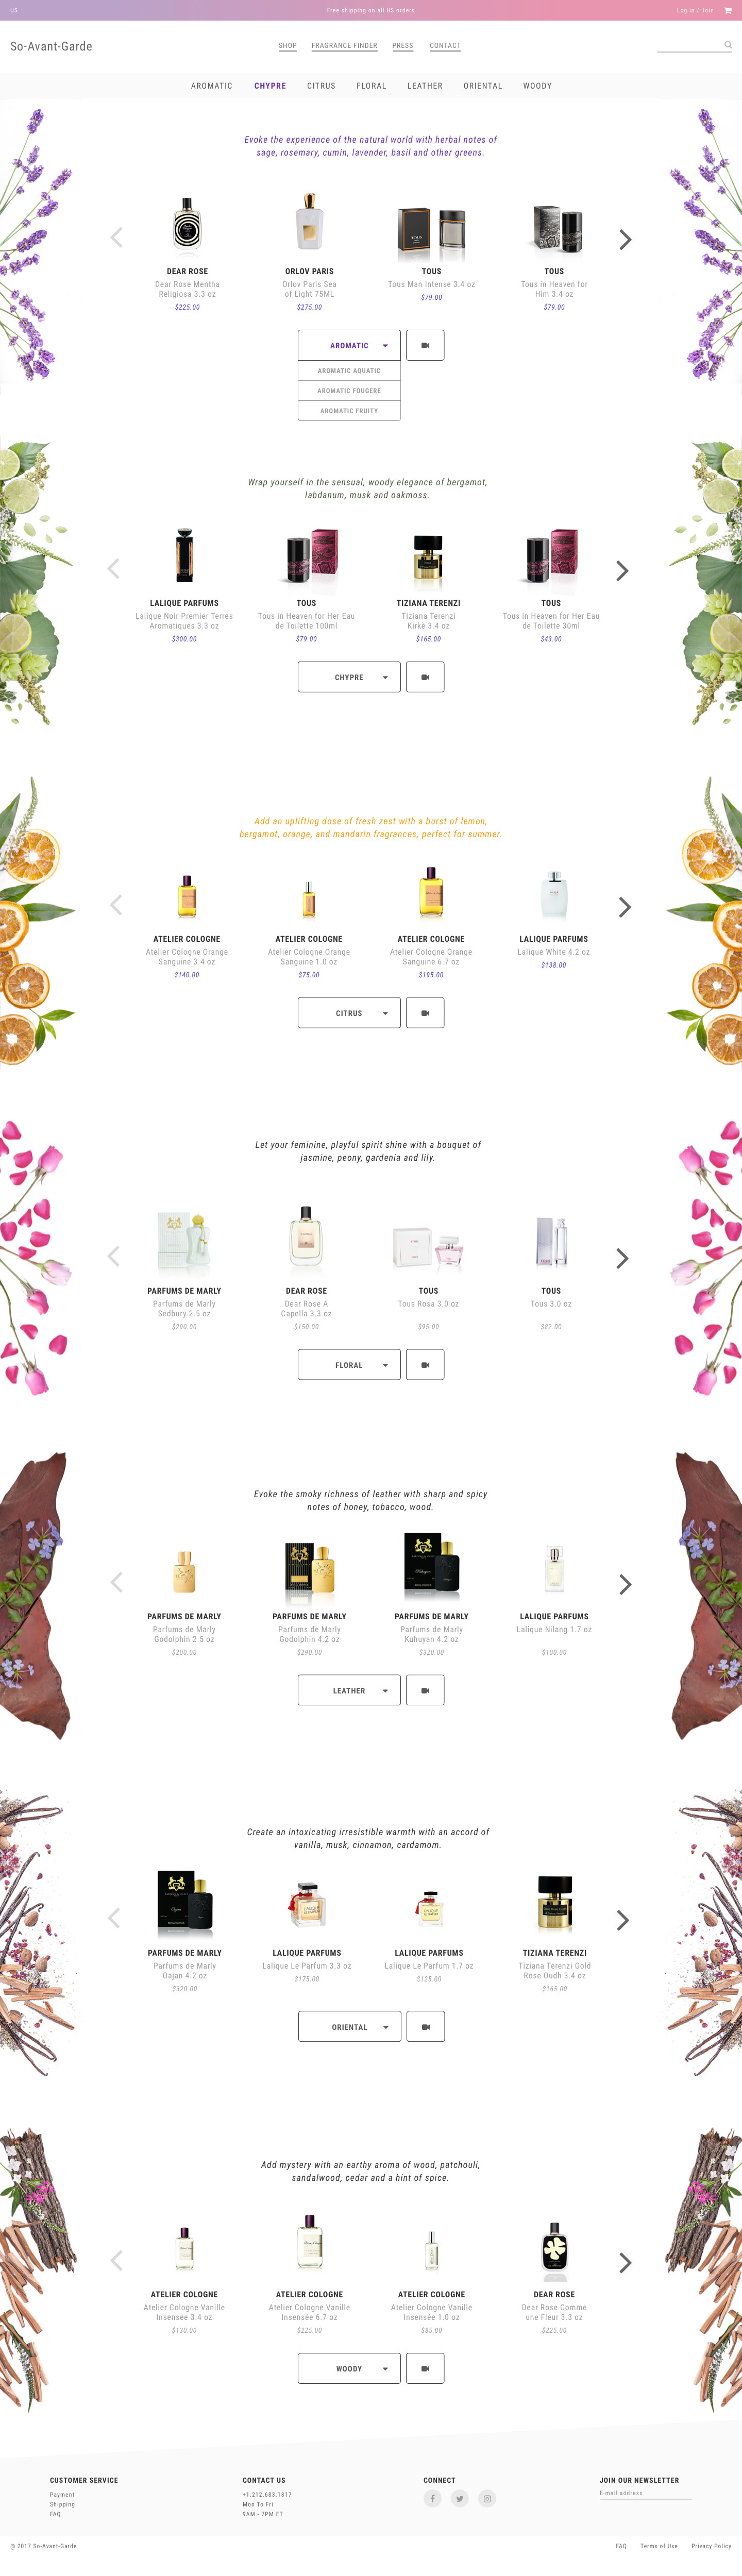 US
Free shipping on all US orders
Log in / Join
So-Avant-Garde
SHOP
FRAGRANCE FINDER
PRESS
CONTACT
AROMATIC
CHYPRE
CITRUS
FLORAL
LEATHER
ORIENTAL
WOODY
Evoke the experience of the natural world with herbal notes of
sage, rosemary, cumin, lavender, basil and other greens.
DEAR ROSE
Dear Rose Mentha
Religiosa 3.3 oz
$225.00
ORLOV PARIS
Orlov Paris Sea
of Light 75ML
$275.00
TOUS
Tous Man Intense 3.4 oz
$79.00
TOUS
Tous in Heaven for
Him 3.4 oz
$79.00
AROMATIC
AROMATIC AQUATIC
AROMATIC FOUGERE
AROMATIC FRUITY
Wrap yourself in the sensual, woody elegance of bergamot,
labdanum, musk and oakmoss.
LALIQUE PARFUMS
Lalique Noir Premier Terres
Aromatiques 3.3 oz
$300.00
TOUS
Tous in Heaven for Her Eau
de Toilette 100ml
$79.00
TIZIANA TERENZI
Tiziana Terenzi
Kirkè 3.4 oz
$165.00
TOUS
Tous in Heaven for Her Eau
de Toilette 30ml
$43.00
CHYPRE
Add an uplifting dose of fresh zest with a burst of lemon,
bergamot, orange, and mandarin fragrances, perfect for summer.
ATELIER COLOGNE
Atelier Cologne Orange
Sanguine 3.4 oz
$140.00
ATELIER COLOGNE
Atelier Cologne Orange
Sanguine 1.0 oz
$75.00
ATELIER COLOGNE
Atelier Cologne Orange
Sanguine 6.7 oz
$195.00
LALIQUE PARFUMS
Lalique White 4.2 oz
$138.00
CITRUS
Let your feminine, playful spirit shine with a bouquet of
jasmine, peony, gardenia and lily.
PARFUMS DE MARLY
Parfums de Marly
Sedbury 2.5 oz
$290.00
DEAR ROSE
Dear Rose A
Capella 3.3 oz
$150.00
TOUS
Tous Rosa 3.0 oz
$95.00
TOUS
Tous 3.0 oz
$82.00
FLORAL
Evoke the smoky richness of leather with sharp and spicy
notes of honey, tobacco, wood.
PARFUMS DE MARLY
Parfums de Marly
Godolphin 2.5 oz
$200.00
PARFUMS DE MARLY
Parfums de Marly
Godolphin 4.2 oz
$290.00
PARFUMS DE MARLY
Parfums de Marly
Kuhuyan 4.2 oz
$320.00
LALIQUE PARFUMS
Lalique Nilang 1.7 oz
$100.00
LEATHER
Create an intoxicating irresistible warmth with an accord of
vanilla, musk, cinnamon, cardamom.
PARFUMS DE MARLY
Parfums de Marly
Oajan 4.2 oz
$320.00
LALIQUE PARFUMS
Lalique Le Parfum 3.3 oz
$175.00
LALIQUE PARFUMS
Lalique Le Parfum 1.7 oz
$125.00
TIZIANA TERENZI
Tiziana Terenzi Gold
Rose Oudh 3.4 oz
$165.00
ORIENTAL
Add mystery with an earthy aroma of wood, patchouli,
sandalwood, cedar and a hint of spice.
ATELIER COLOGNE
Atelier Cologne Vanille
Insensée 3.4 oz
$130.00
ATELIER COLOGNE
Atelier Cologne Vanille
Insensée 6.7 oz
$225.00
ATELIER COLOGNE
Atelier Cologne Vanille
Insensée 1.0 oz
$85.00
DEAR ROSE
Dear Rose Comme
une Fleur 3.3 oz
$225.00
WOODY
CUSTOMER SERVICE
Payment
Shipping
FAQ
CONTACT US
+1.212.683.1817
Mon To Fri
9AM - 7PM ET
CONNECT
JOIN OUR NEWSLETTER
E-mail address
@ 2017 So-Avant-Garde
FAQ
Terms of Use
Privacy Policy